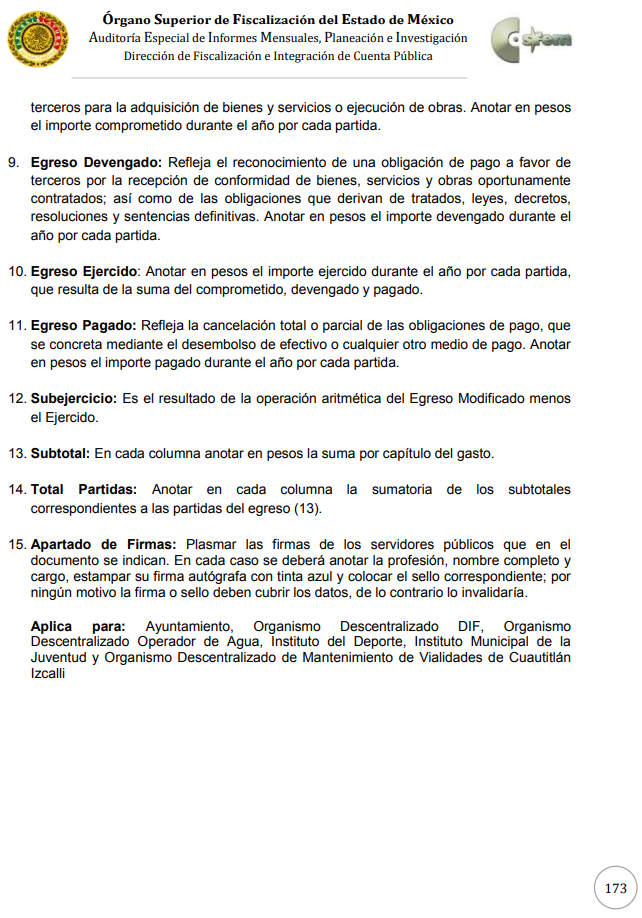 Órgano Superior de Fiscalización del Estado de México
Auditoría Especial de Informes Mensuales, Planeación e Investigación
Dirección de Fiscalización e Integración de Cuenta Pública
osfem
terceros para la adquisición de bienes y servicios o ejecución de obras. Anotar en pesos
el importe comprometido durante el año por cada partida.
9. Egreso Devengado: Refleja el reconocimiento de una obligación de pago a favor de
terceros por la recepción de conformidad de bienes, servicios y obras oportunamente
contratados; así como de las obligaciones que derivan de tratados, leyes, decretos,
resoluciones y sentencias definitivas. Anotar en pesos el importe devengado durante el
año por cada partida.
10. Egreso Ejercido: Anotar en pesos el importe ejercido durante el año por cada partida,
que resulta de la suma del comprometido, devengado y pagado.
11. Egreso Pagado: Refleja la cancelación total o parcial de las obligaciones de pago, que
se concreta mediante el desembolso de efectivo o cualquier otro medio de pago. Anotar
en pesos el importe pagado durante el año por cada partida.
12. Subejercicio: Es el resultado de la operación aritmética del Egreso Modificado menos
el Ejercido.
13. Subtotal: En cada columna anotar en pesos la suma por capítulo del gasto.
14. Total Partidas: Anotar en cada columna la sumatoria de los subtotales
correspondientes a las partidas del egreso (13).
15. Apartado de Firmas: Plasmar las firmas de los servidores públicos que en el
documento se indican. En cada caso se deberá anotar la profesión, nombre completo y
cargo, estampar su firma autógrafa con tinta azul y colocar el sello correspondiente; por
ningún motivo la firma o sello deben cubrir los datos, de lo contrario lo invalidaría.
Aplica para: Ayuntamiento, Organismo Descentralizado DIF, Organismo
Descentralizado Operador de Agua, Instituto del Deporte, Instituto Municipal de la
Juventud y Organismo Descentralizado de Mantenimiento de Vialidades de Cuautitlán
Izcalli
173